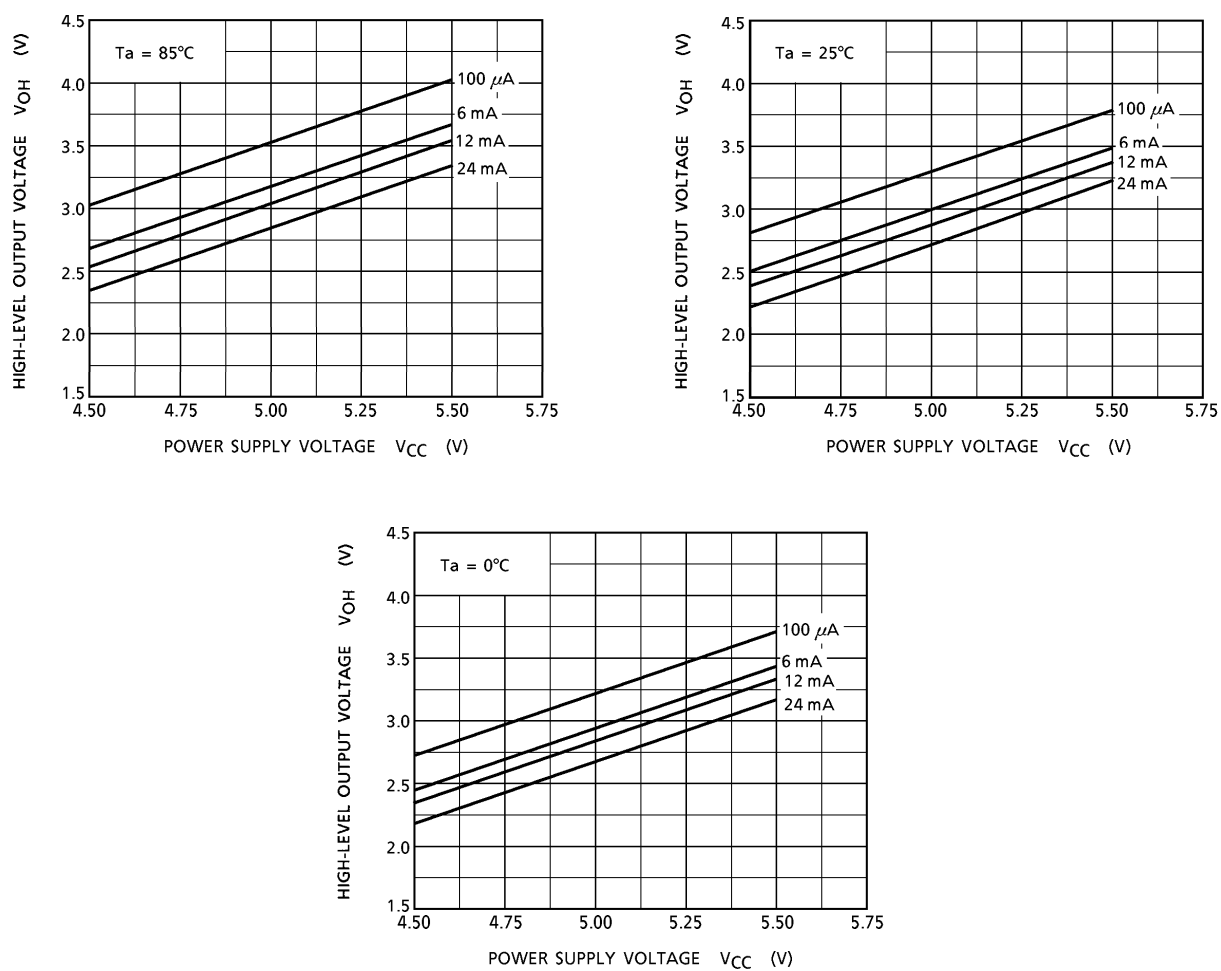 4.5
4.0
3.5
3.0
2.5
2.0
1.5
HIGH-LEVEL OUTPUT VOLTAGE VOH (V)
Ta = 85°C
100 μA
6 mA
12 mA
24 mA
4.50 4.75 5.00 5.25 5.50 5.75
POWER SUPPLY VOLTAGE VCC (V)
4.5
4.0
3.5
3.0
2.5
2.0
1.5
HIGH-LEVEL OUTPUT VOLTAGE VOH (V)
Ta = 25°C
100 μA
6 mA
12 mA
24 mA
4.50 4.75 5.00 5.25 5.50 5.75
POWER SUPPLY VOLTAGE VCC (V)
4.5
4.0
3.5
3.0
2.5
2.0
1.5
HIGH-LEVEL OUTPUT VOLTAGE VOH (V)
Ta = 0°C
100 μA
6 mA
12 mA
24 mA
4.50 4.75 5.00 5.25 5.50 5.75
POWER SUPPLY VOLTAGE VCC (V)